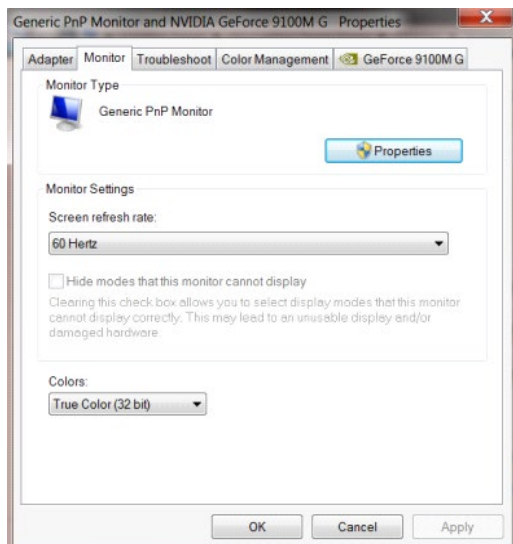 Generic PnP Monitor and NVIDIA GeForce 9100M G Properties
Adapter Monitor Troubleshoot Color Management GeForce 9100M G
Monitor Type
Generic PnP Monitor
Properties
Monitor Settings
Screen refresh rate:
60 Hertz
Hide modes that this monitor cannot display
Clearing this check box allows you to select display modes that this monitor
cannot display correctly. This may lead to an unusable display and/or
damaged hardware.
Colors:
True Color (32 bit)
OK Cancel Apply